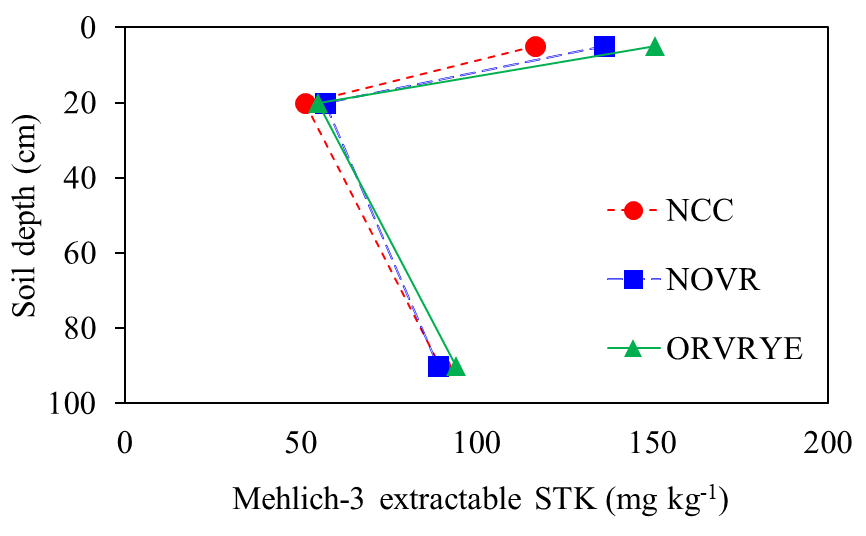 0
20
40
60
80
100
Soil depth (cm)
NCC
NOVR
ORVRYE
0 50 100 150 200
Mehlich-3 extractable STK (mg kg⁻¹)